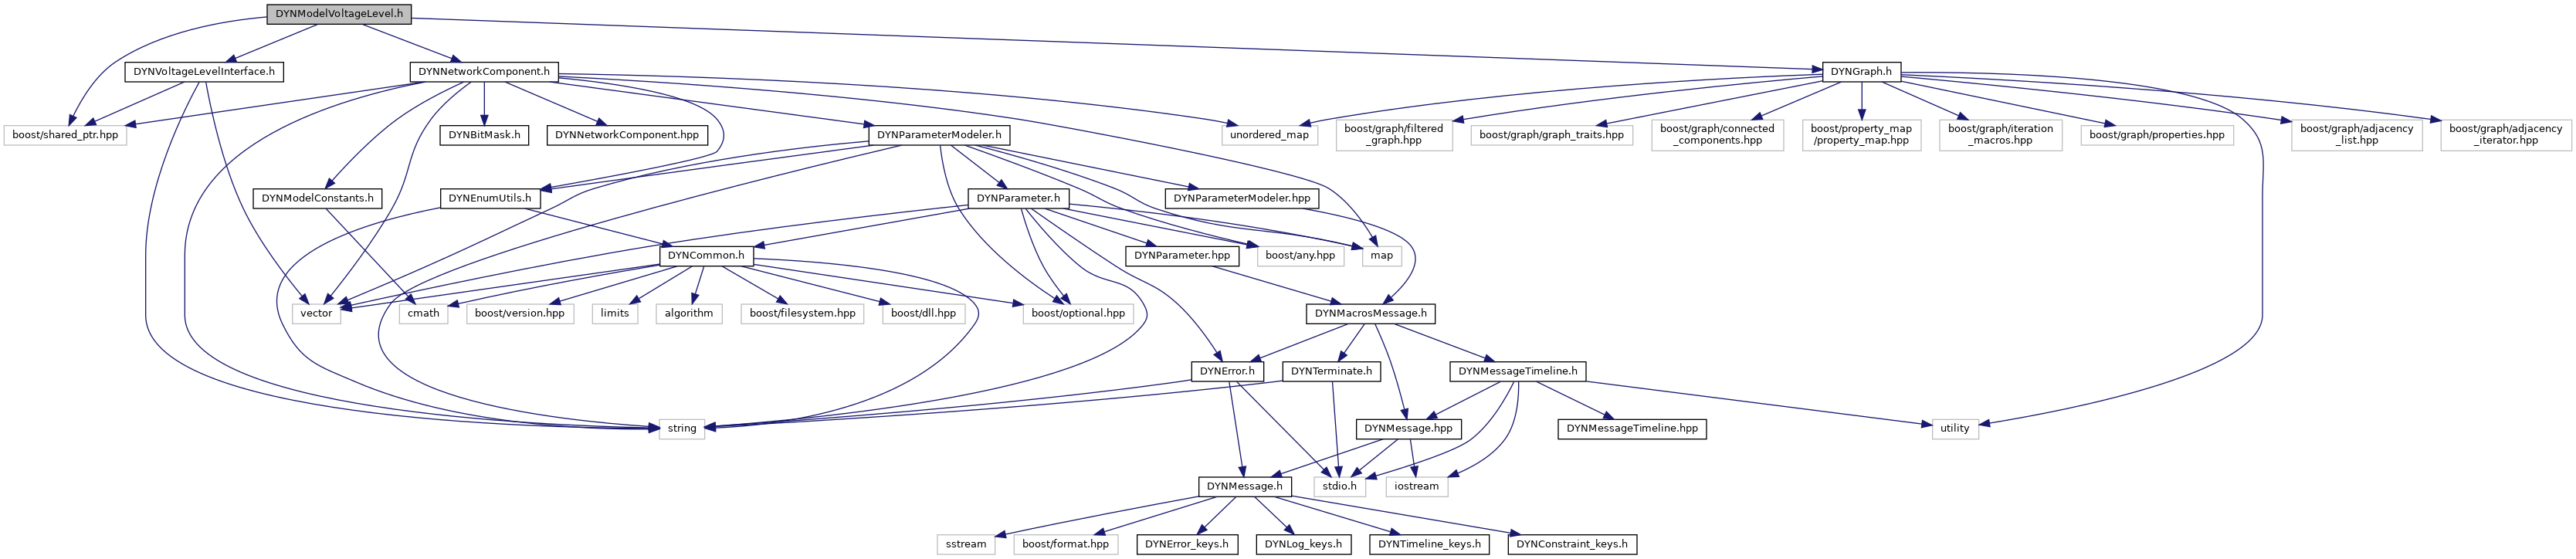 DYNModelVoltageLevel.h
DYNVoltageLevelInterface.h
DYNNetworkComponent.h
DYNGraph.h
boost/shared_ptr.hpp
DYNBitMask.h
DYNNetworkComponent.hpp
DYNParameterModeler.h
unordered_map
boost/graph/filtered
_graph.hpp
boost/graph/graph_traits.hpp
boost/graph/connected
_components.hpp
boost/property_map
/property_map.hpp
boost/graph/iteration
_macros.hpp
boost/graph/properties.hpp
boost/graph/adjacency
_list.hpp
boost/graph/adjacency
_iterator.hpp
DYNModelConstants.h
DYNEnumUtils.h
DYNParameter.h
DYNParameterModeler.hpp
DYNCommon.h
DYNParameter.hpp
boost/any.hpp
map
vector
cmath
boost/version.hpp
limits
algorithm
boost/filesystem.hpp
boost/dll.hpp
boost/optional.hpp
DYNMacrosMessage.h
DYNError.h
DYNTerminate.h
DYNMessageTimeline.h
string
DYNMessage.hpp
DYNMessageTimeline.hpp
utility
DYNMessage.h
stdio.h
iostream
sstream
boost/format.hpp
DYNError_keys.h
DYNLog_keys.h
DYNTimeline_keys.h
DYNConstraint_keys.h